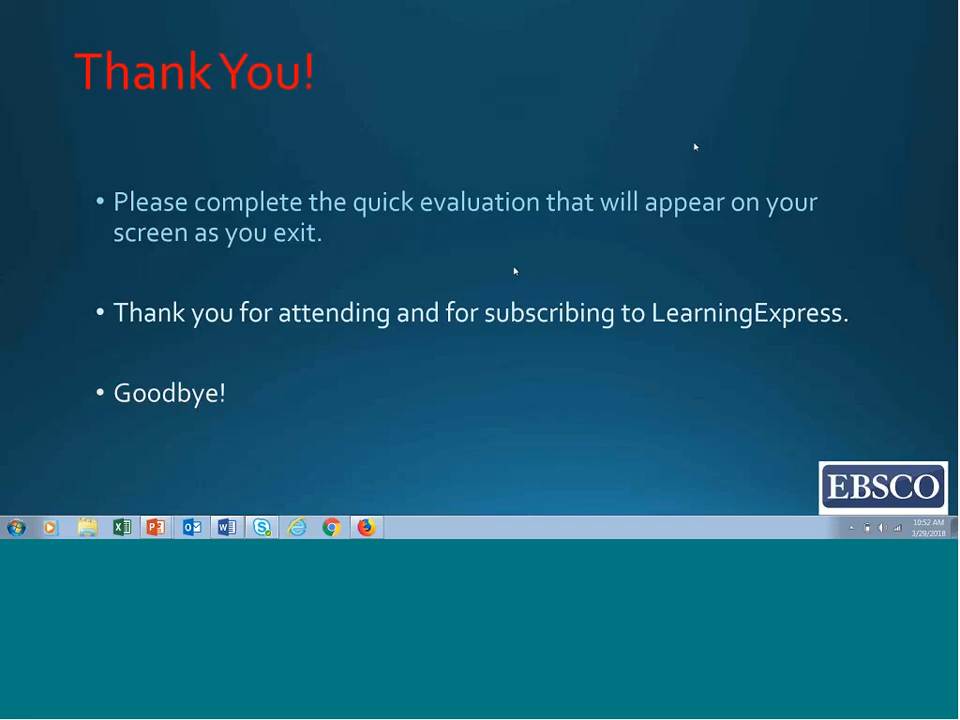 Thank You!
• Please complete the quick evaluation that will appear on your
screen as you exit.
• Thank you for attending and for subscribing to LearningExpress.
• Goodbye!
EBSCO
10:52 AM
3/29/2018